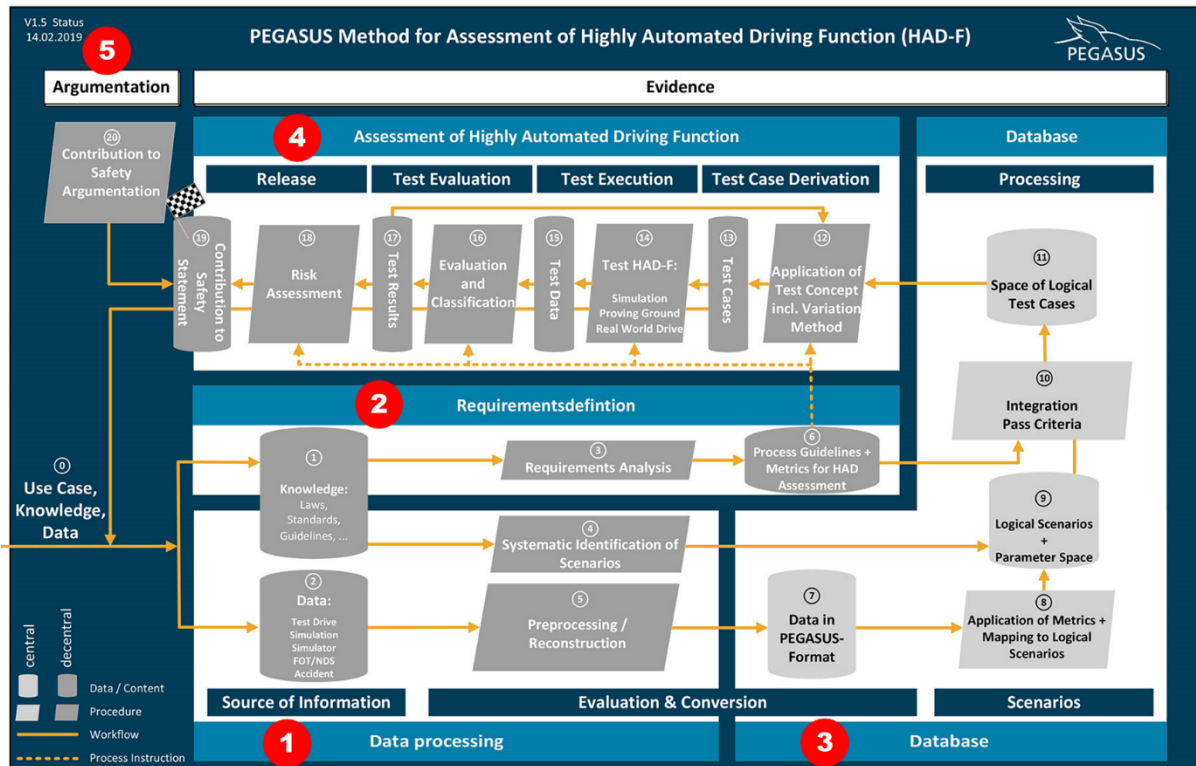 V1.5 Status
14.02.2019
5
PEGASUS Method for Assessment of Highly Automated Driving Function (HAD-F)
PEGASUS
Argumentation
Evidence
20
Contribution to
Safety
Argumentation
4
Assessment of Highly Automated Driving Function
Release
Test Evaluation
Test Execution
Test Case Derivation
19
Contribution to
Safety
Statement
18
Risk
Assessment
17
Test Results
16
Evaluation
and
Classification
15
Test Data
14
Test HAD-F:
Simulation
Proving Ground
Real World Drive
13
Test Cases
12
Application of
Test Concept
incl. Variation
Method
Database
Processing
11
Space of Logical
Test Cases
10
Integration
Pass Criteria
9
Logical Scenarios
+
Parameter Space
8
Application of Metrics +
Mapping to Logical
Scenarios
2
Requirementsdefintion
0
Use Case,
Knowledge,
Data
1
Knowledge:
Laws,
Standards,
Guidelines, ...
3
Requirements Analysis
6
Process Guidelines +
Metrics for HAD
Assessment
4
Systematic Identification of
Scenarios
2
Data:
Test Drive
Simulation
Simulator
FOT/NDS
Accident
5
Preprocessing /
Reconstruction
7
Data in
PEGASUS-
Format
central
decentral
Data / Content
Procedure
Workflow
Process Instruction
Source of Information
Evaluation & Conversion
Scenarios
1
Data processing
3
Database